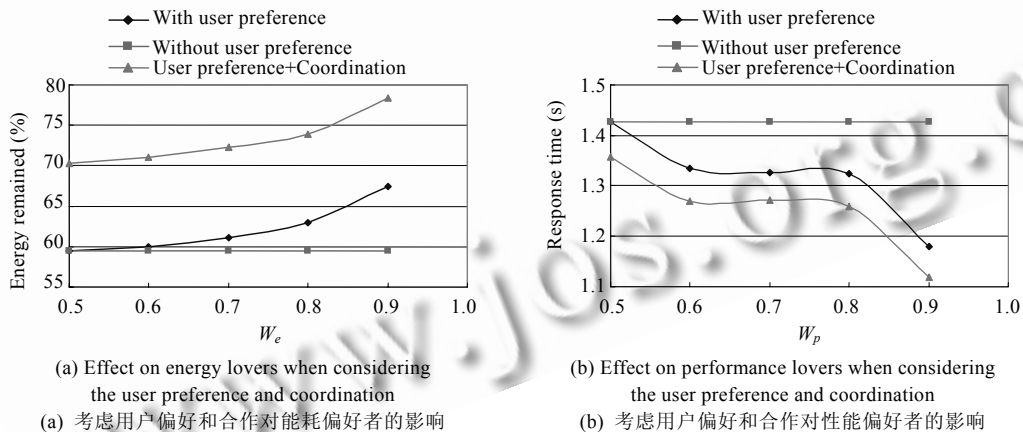 With user preference
Without user preference
User preference+Coordination
Energy remained (%)
80
75
70
65
60
55
0.5 0.6 0.7 0.8 0.9 1.0
We
(a) Effect on energy lovers when considering
the user preference and coordination
(a) 考虑用户偏好和合作对能耗偏好者的影响
With user preference
Without user preference
User preference+Coordination
Response time (s)
1.5
1.4
1.3
1.2
1.1
0.5 0.6 0.7 0.8 0.9 1.0
Wp
(b) Effect on performance lovers when considering
the user preference and coordination
(b) 考虑用户偏好和合作对性能偏好者的影响
www.jos.org.c